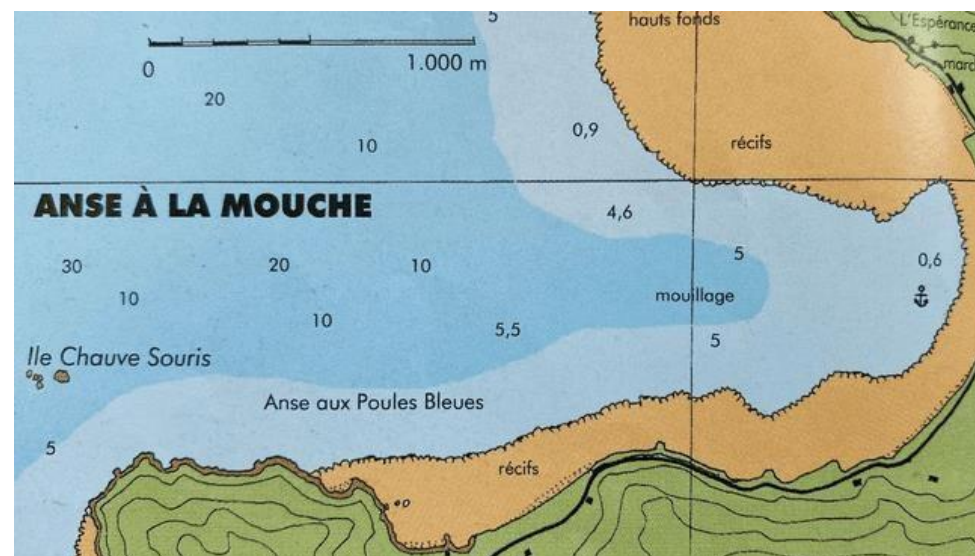 5
hauts fonds
L'Espérance
0
1.000 m
20
0,9
10
récifs
ANSE À LA MOUCHE
4,6
5
0,6
30
20
10
10
mouillage
10
5,5
5
Ile Chauve Souris
Anse aux Poules Bleues
5
récifs